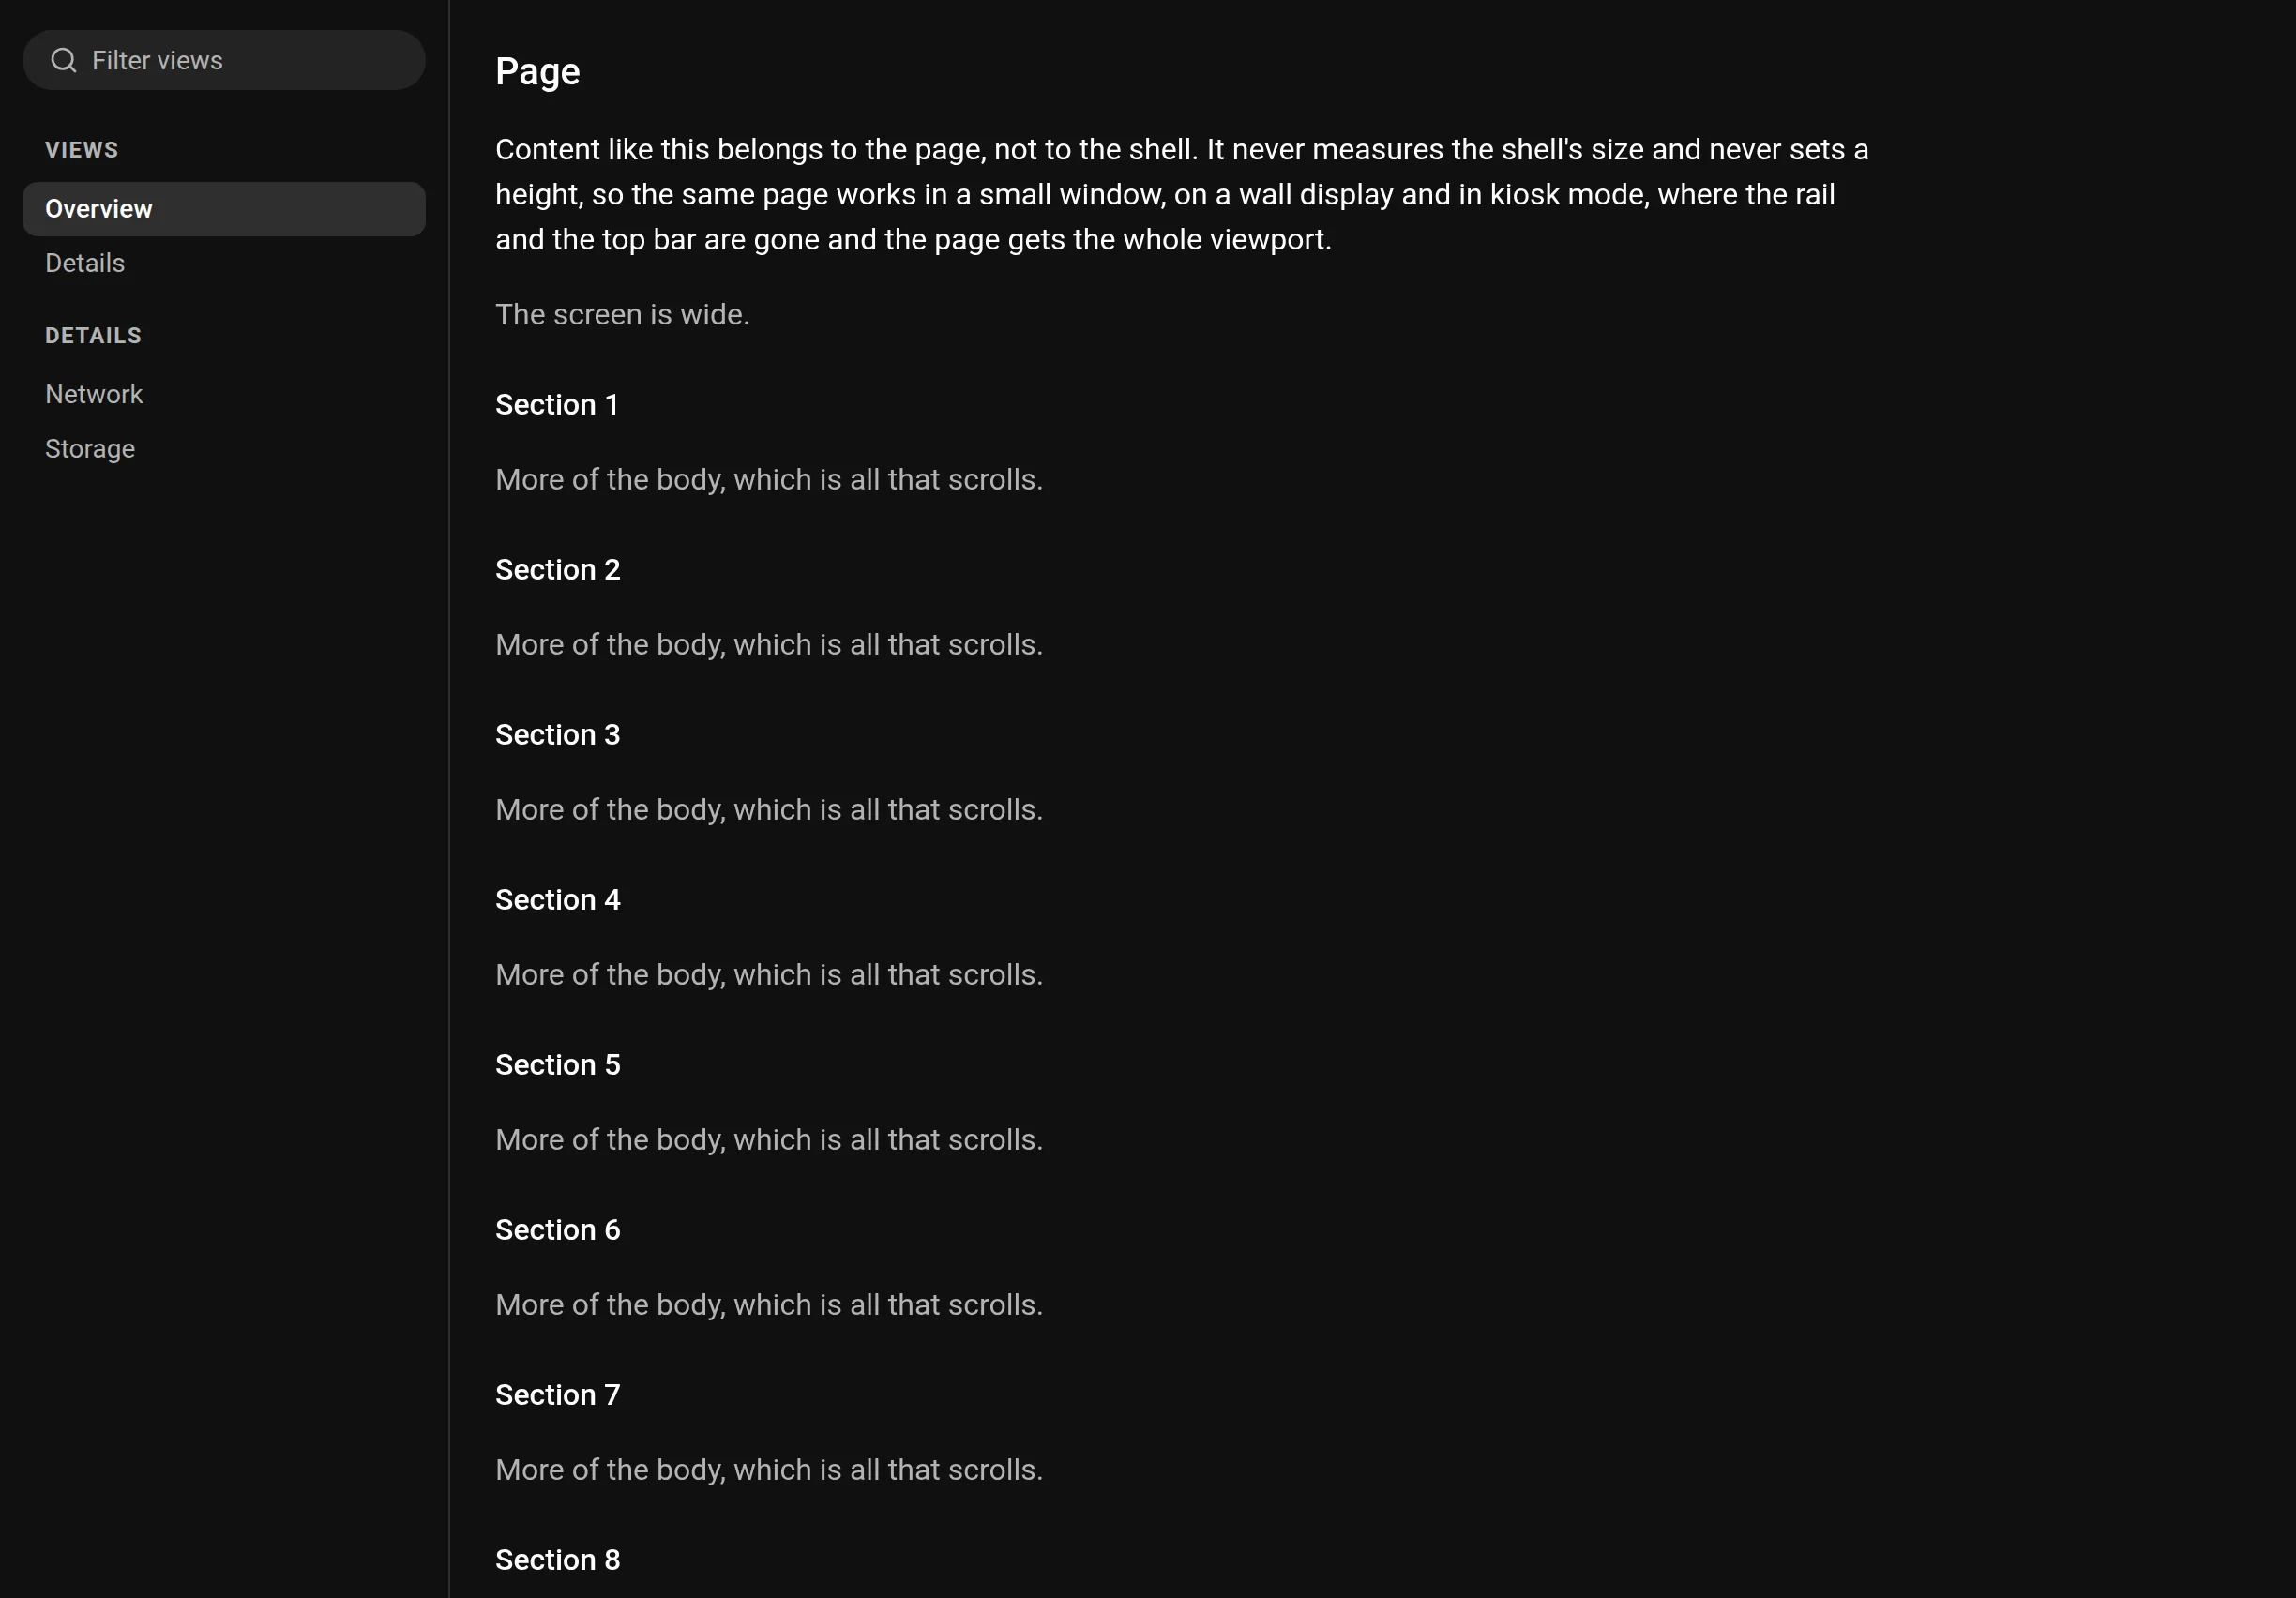 Filter views
VIEWS
Overview
Details
DETAILS
Network
Storage
Page
Content like this belongs to the page, not to the shell. It never measures the shell's size and never sets a
height, so the same page works in a small window, on a wall display and in kiosk mode, where the rail
and the top bar are gone and the page gets the whole viewport.
The screen is wide.
Section 1
More of the body, which is all that scrolls.
Section 2
More of the body, which is all that scrolls.
Section 3
More of the body, which is all that scrolls.
Section 4
More of the body, which is all that scrolls.
Section 5
More of the body, which is all that scrolls.
Section 6
More of the body, which is all that scrolls.
Section 7
More of the body, which is all that scrolls.
Section 8